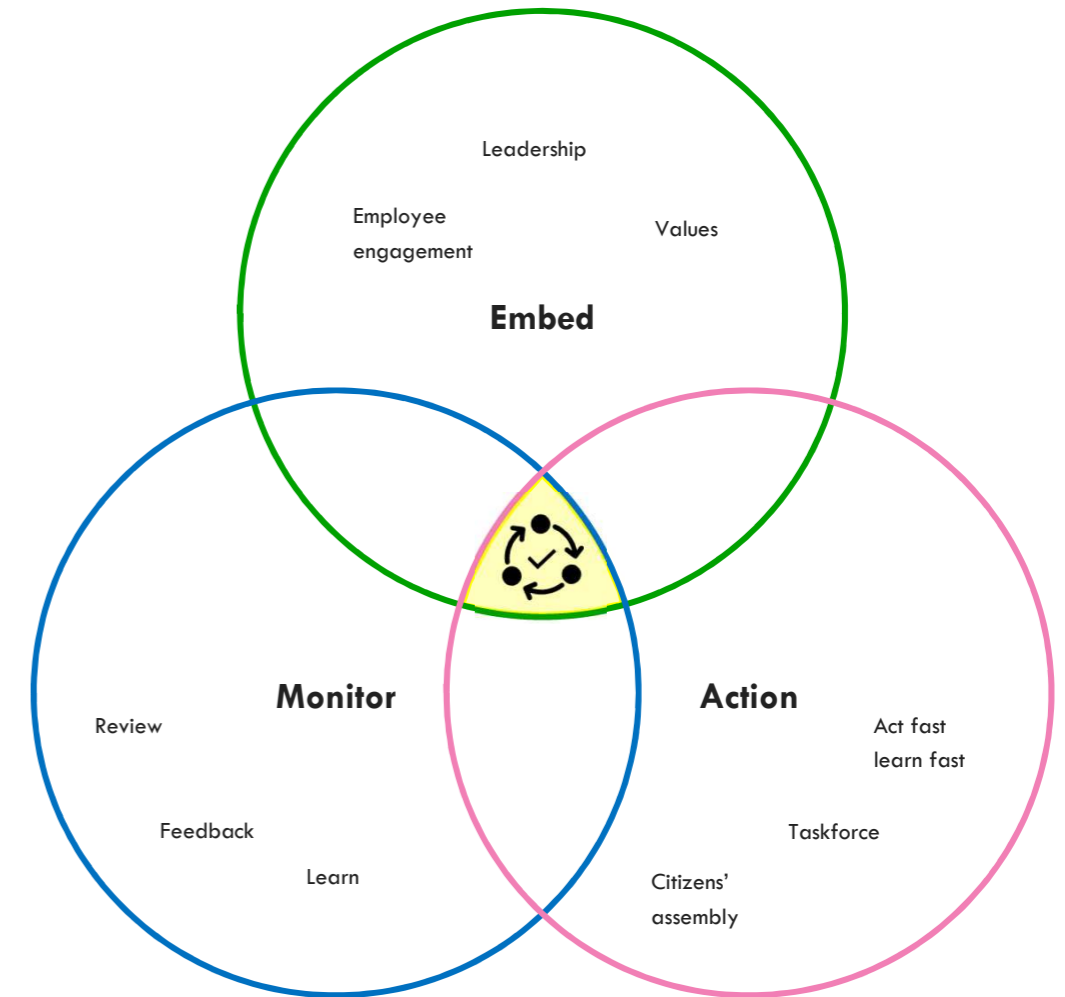 Leadership
Employee
engagement
Values
Embed
Monitor
Review
Feedback
Learn
Action
Act fast
learn fast
Taskforce
Citizens’
assembly